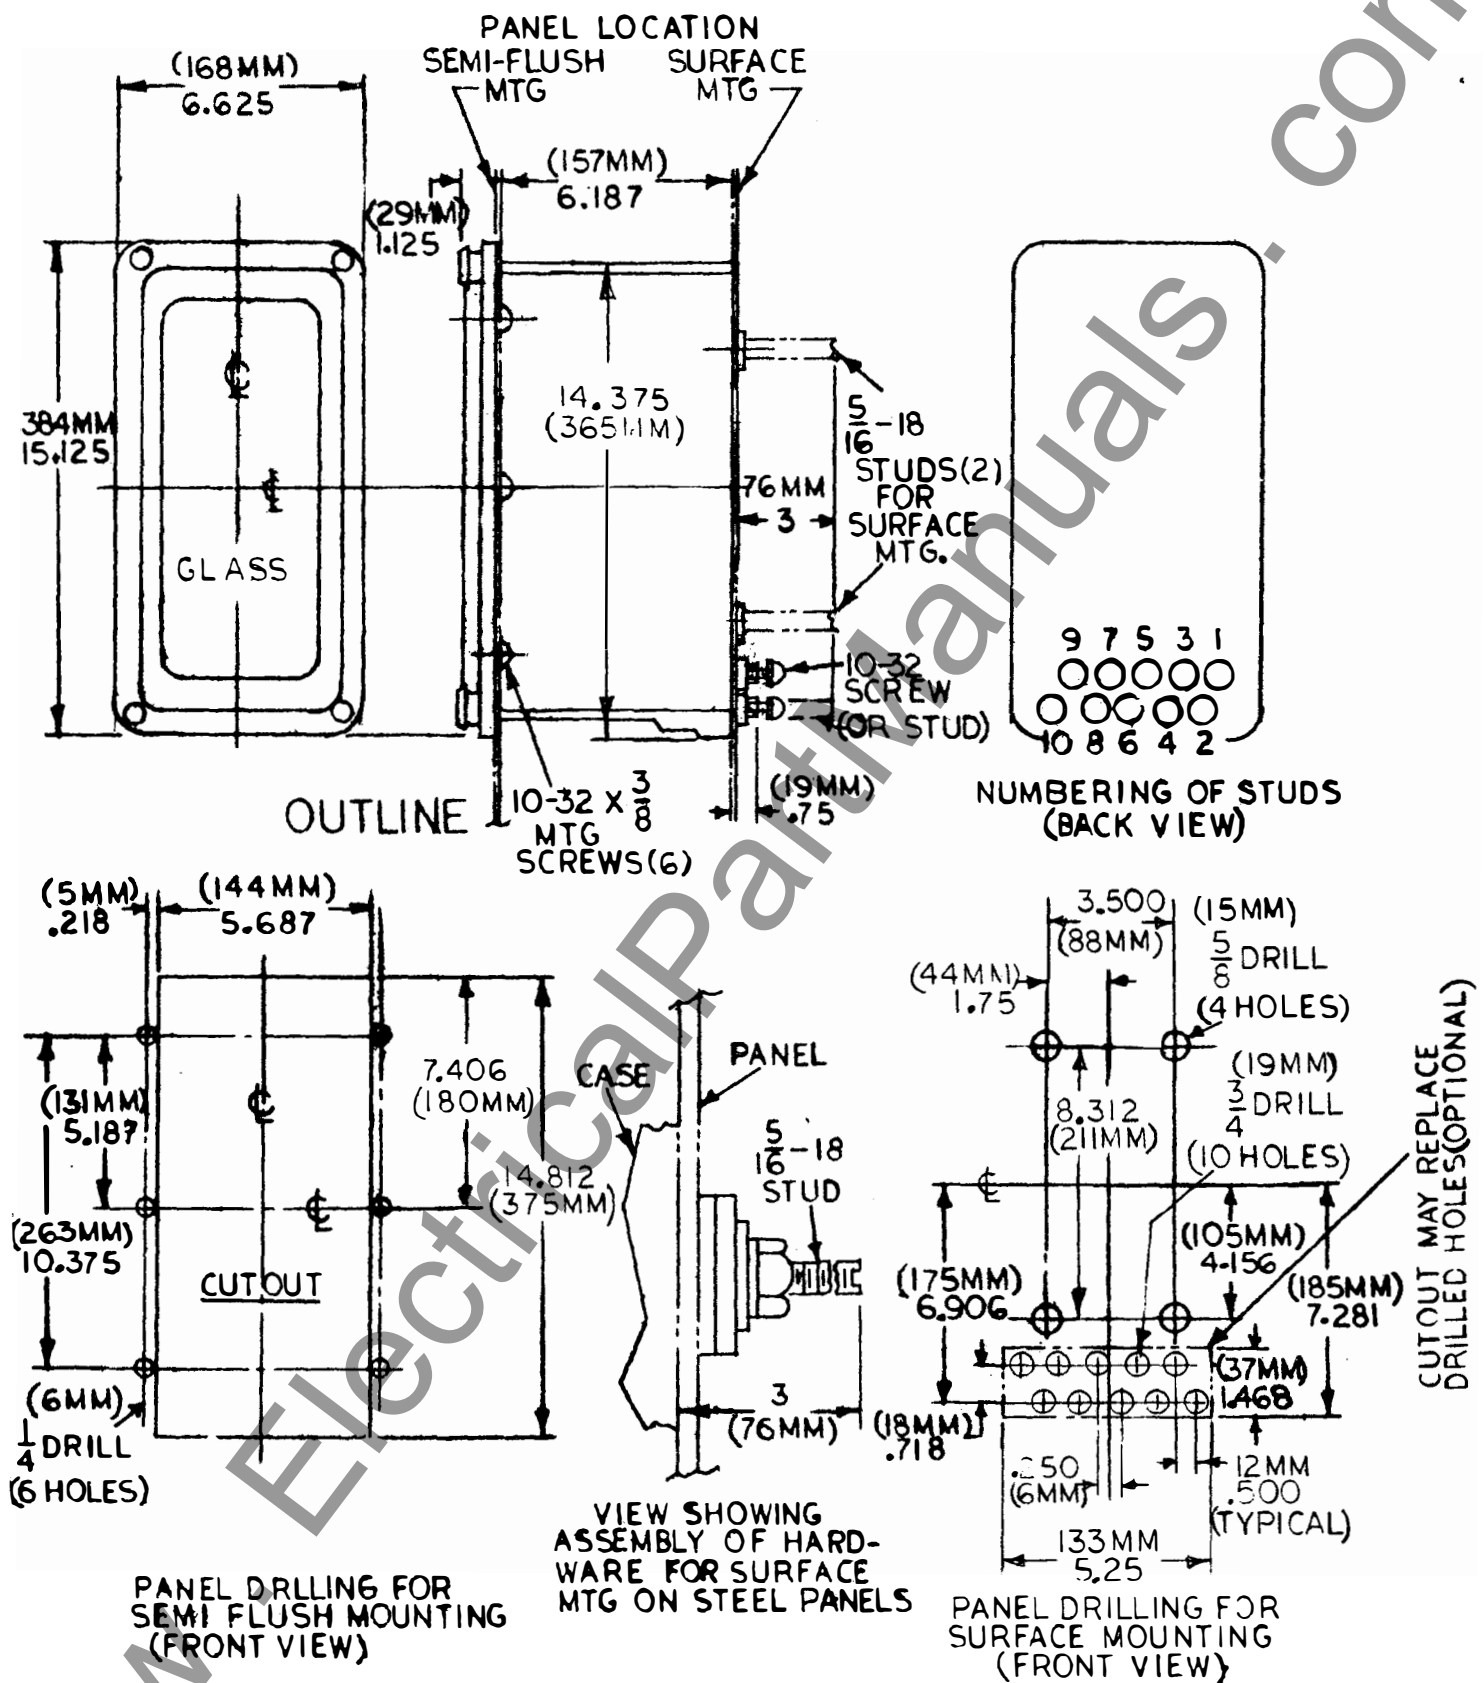 PANEL LOCATION
SEMI-FLUSH MTG
SURFACE MTG
(168MM)
6.625
(157MM)
6.187
(29MM)
1.125
384MM
15.125
GLASS
14.375
(365MM)
5/16-18
STUDS(2)
FOR
SURFACE
MTG.
76MM
3
10-32
SCREW
(OR STUD)
(19MM)
.75
10-32 X 3/8
MTG
SCREWS(6)
OUTLINE
9 7 5 3 1
10 8 6 4 2
NUMBERING OF STUDS
(BACK VIEW)
(5MM)
.218
(144MM)
5.687
(131MM)
5.187
(263MM)
10.375
7.406
(180MM)
14.812
(375MM)
CUTOUT
(6MM)
1/4 DRILL
(6 HOLES)
PANEL DRLLING FOR
SEMI FLUSH MOUNTING
(FRONT VIEW)
CASE
PANEL
5/16-18
STUD
3
(76MM)
VIEW SHOWING
ASSEMBLY OF HARD-
WARE FOR SURFACE
MTG ON STEEL PANELS
3.500
(88MM)
(15MM)
5/8 DRILL
(4 HOLES)
(44MM)
1.75
(19MM)
3/4 DRILL
(10 HOLES)
8.312
(211MM)
(105MM)
4.156
(175MM)
6.906
(185MM)
7.281
(37MM)
1.468
(18MM)
.718
.250
(6MM)
12MM
.500
(TYPICAL)
133MM
5.25
CUTOUT MAY REPLACE
DRILLED HOLES(OPTIONAL)
PANEL DRILLING FOR
SURFACE MOUNTING
(FRONT VIEW)
w . ElectricalPartManuals . com